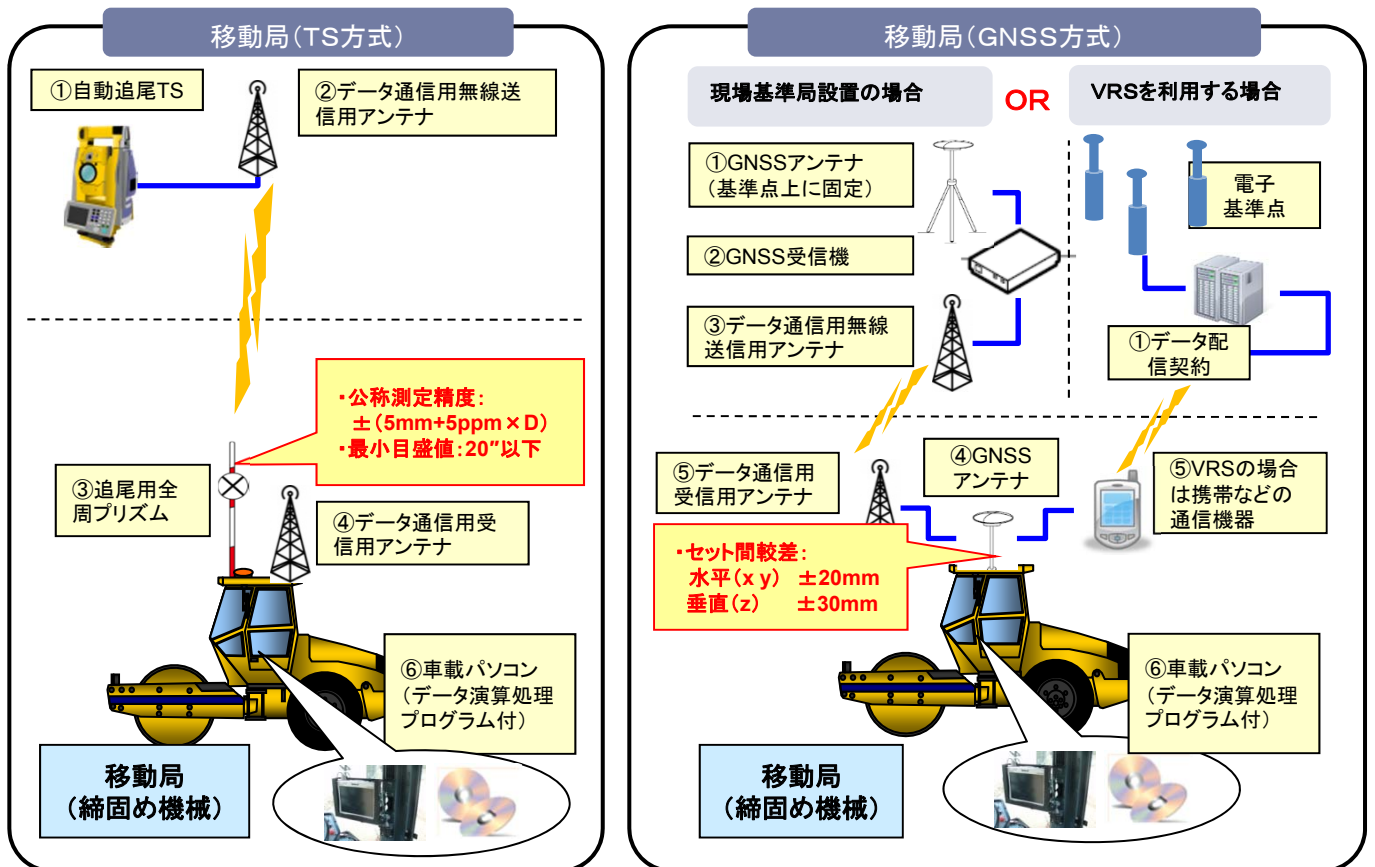 移動局(TS方式)
①自動追尾TS
②データ通信用無線送
信用アンテナ
・公称測定精度:
±(5mm+5ppm×D)
・最小目盛値:20″以下
③追尾用全
周プリズム
④データ通信用受
信用アンテナ
⑥車載パソコン
(データ演算処理
プログラム付)
移動局
(締固め機械)
移動局(GNSS方式)
現場基準局設置の場合
OR
VRSを利用する場合
①GNSSアンテナ
(基準点上に固定)
②GNSS受信機
③データ通信用無線
送信用アンテナ
電子
基準点
①データ配
信契約
⑤データ通信用
受信用アンテナ
④GNSS
アンテナ
⑤VRSの場合
は携帯などの
通信機器
・セット間較差:
水平(x y) ±20mm
垂直(z) ±30mm
⑥車載パソコン
(データ演算処理
プログラム付)
移動局
(締固め機械)